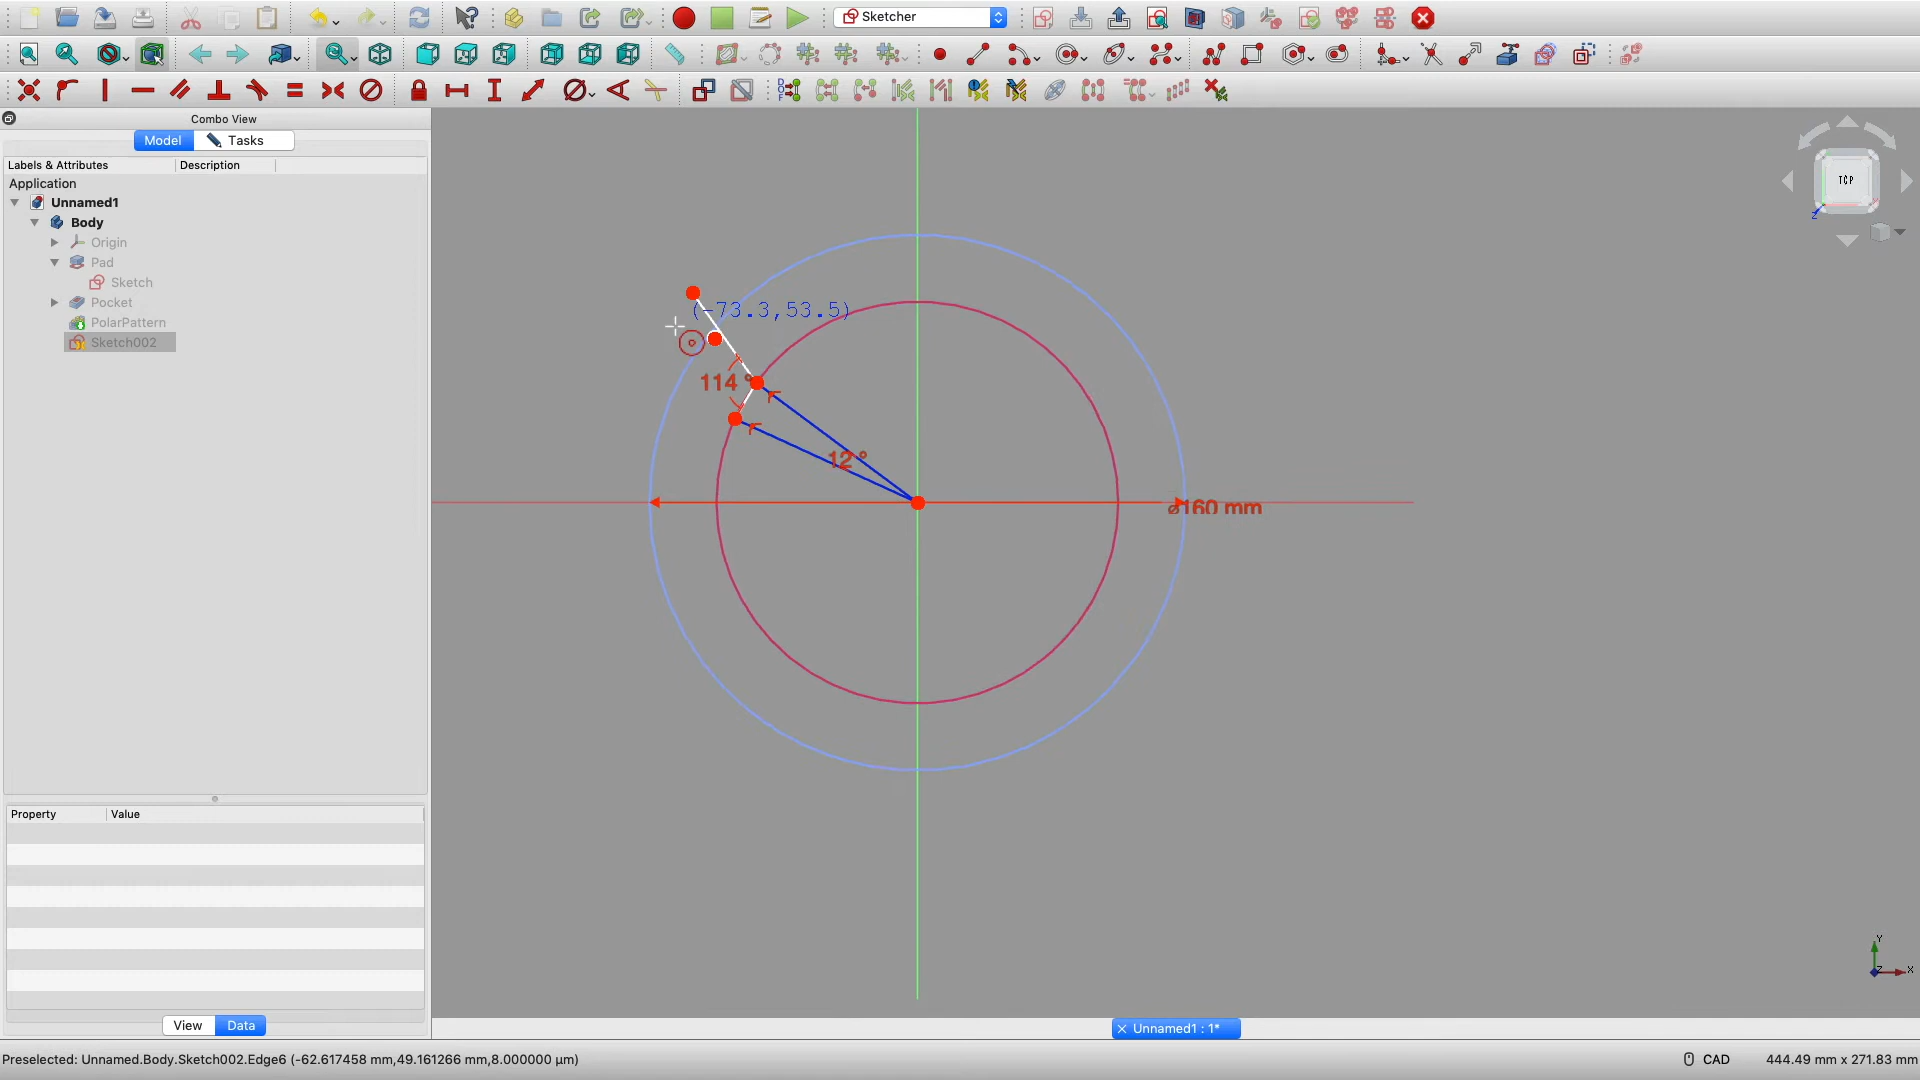 Sketcher
Combo View
Model
Tasks
Labels & Attributes
Description
Application
Unnamed1
Body
Origin
Pad
Sketch
Pocket
PolarPattern
Sketch002
Property
Value
View
Data
TOP
Z
(-73.3,53.5)
114 °
12 °
⌀160 mm
Y
Z
X
Unnamed1 : 1*
Preselected: Unnamed.Body.Sketch002.Edge6 (-62.617458 mm,49.161266 mm,8.000000 µm)
CAD
444.49 mm x 271.83 mm